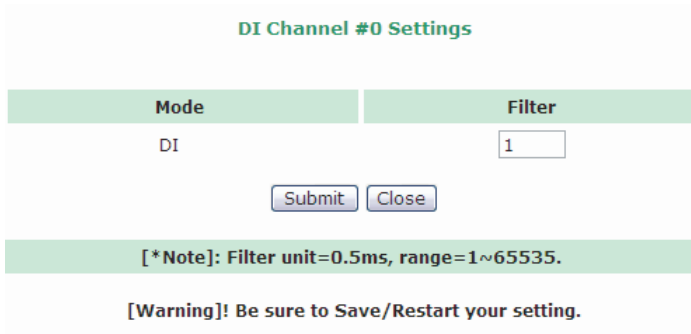 DI Channel #0 Settings
Mode Filter
DI 1
Submit Close
[*Note]: Filter unit=0.5ms, range=1~65535.
[Warning]! Be sure to Save/Restart your setting.